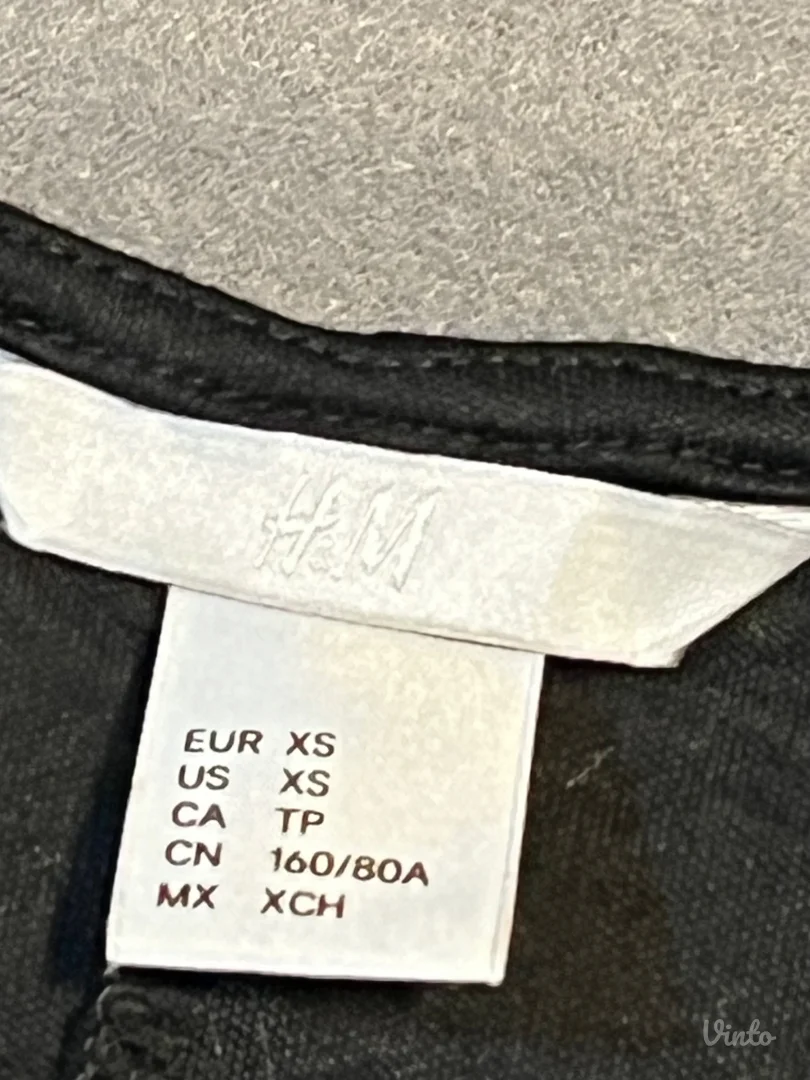 H&M
EUR XS
US XS
CA TP
CN 160/80A
MX XCH
Vinto